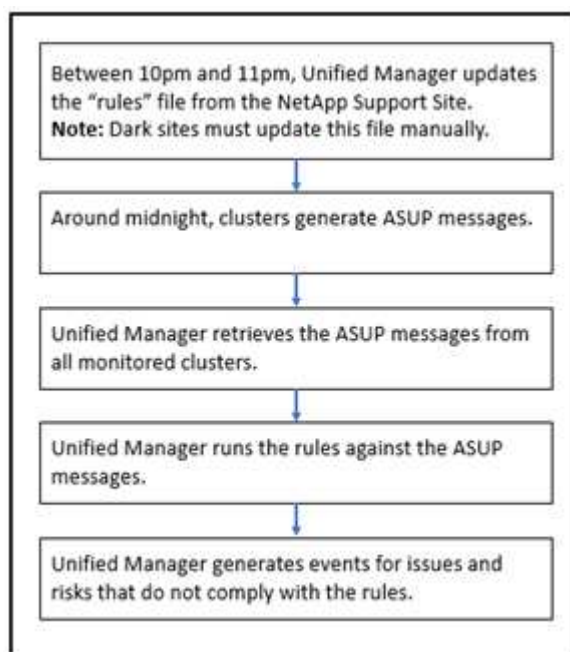 Between 10pm and 11pm, Unified Manager updates
the “rules” file from the NetApp Support Site.
Note: Dark sites must update this file manually.
Around midnight, clusters generate ASUP messages.
Unified Manager retrieves the ASUP messages from
all monitored clusters.
Unified Manager runs the rules against the ASUP
messages.
Unified Manager generates events for issues and
risks that do not comply with the rules.